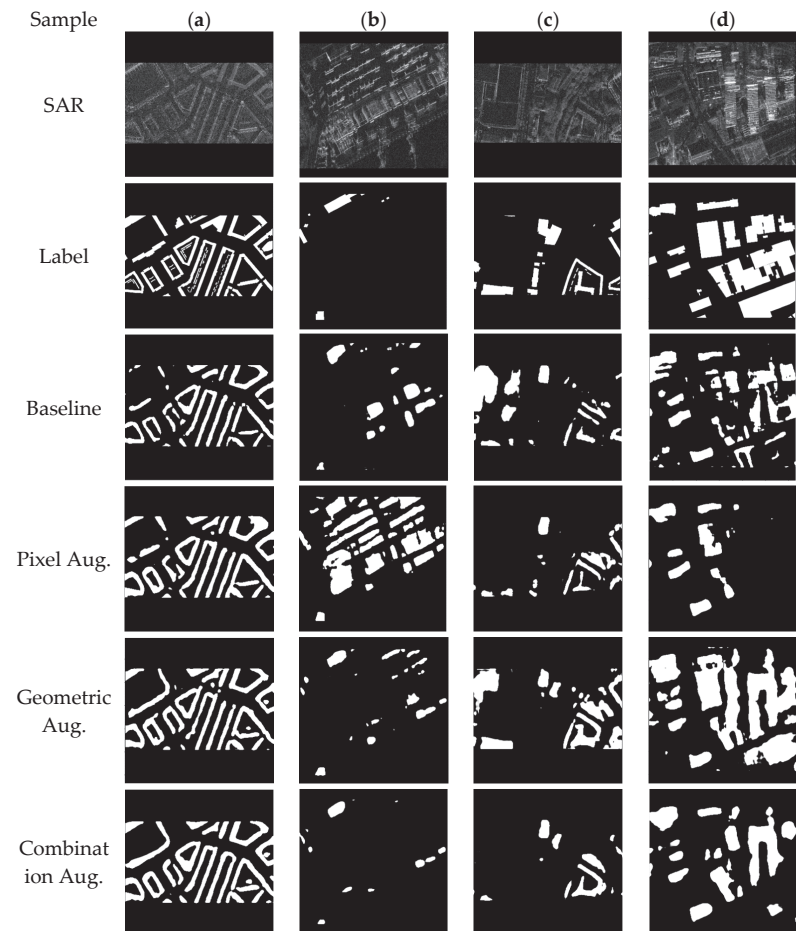 Sample (a) (b) (c) (d)
SAR
Label
Baseline
Pixel Aug.
Geometric
Aug.
Combinat
ion Aug.